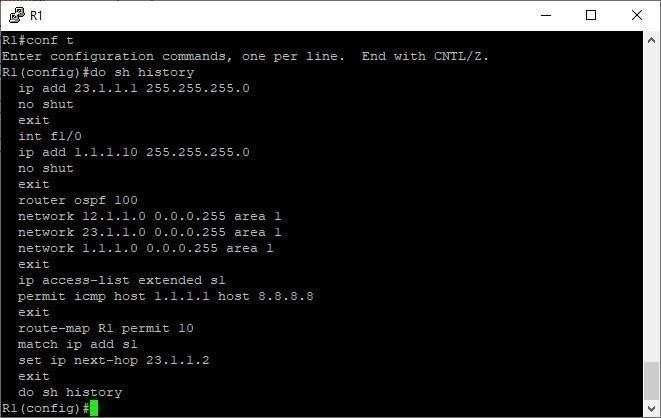 R1
R1#conf t
Enter configuration commands, one per line.  End with CNTL/Z.
R1(config)#do sh history
  ip add 23.1.1.1 255.255.255.0
  no shut
  exit
  int f1/0
  ip add 1.1.1.10 255.255.255.0
  no shut
  exit
  router ospf 100
  network 12.1.1.0 0.0.0.255 area 1
  network 23.1.1.0 0.0.0.255 area 1
  network 1.1.1.0 0.0.0.255 area 1
  exit
  ip access-list extended s1
  permit icmp host 1.1.1.1 host 8.8.8.8
  exit
  route-map R1 permit 10
  match ip add s1
  set ip next-hop 23.1.1.2
  exit
  do sh history
R1(config)#